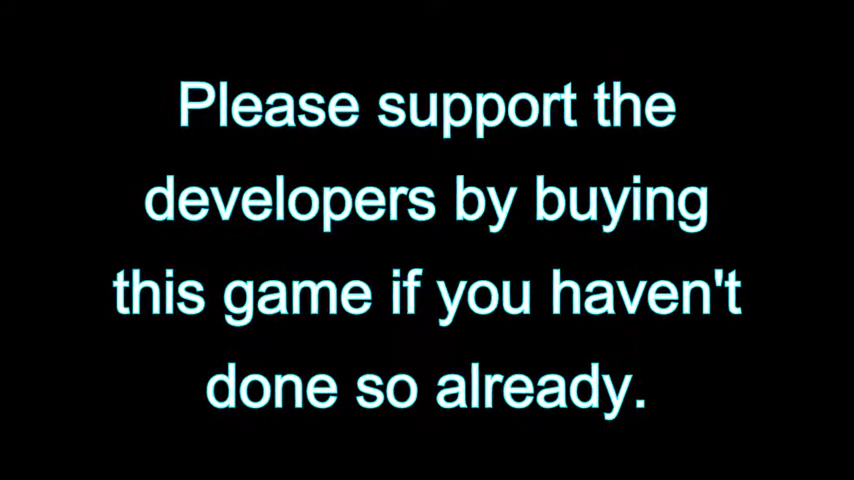 Please support the
developers by buying
this game if you haven't
done so already.